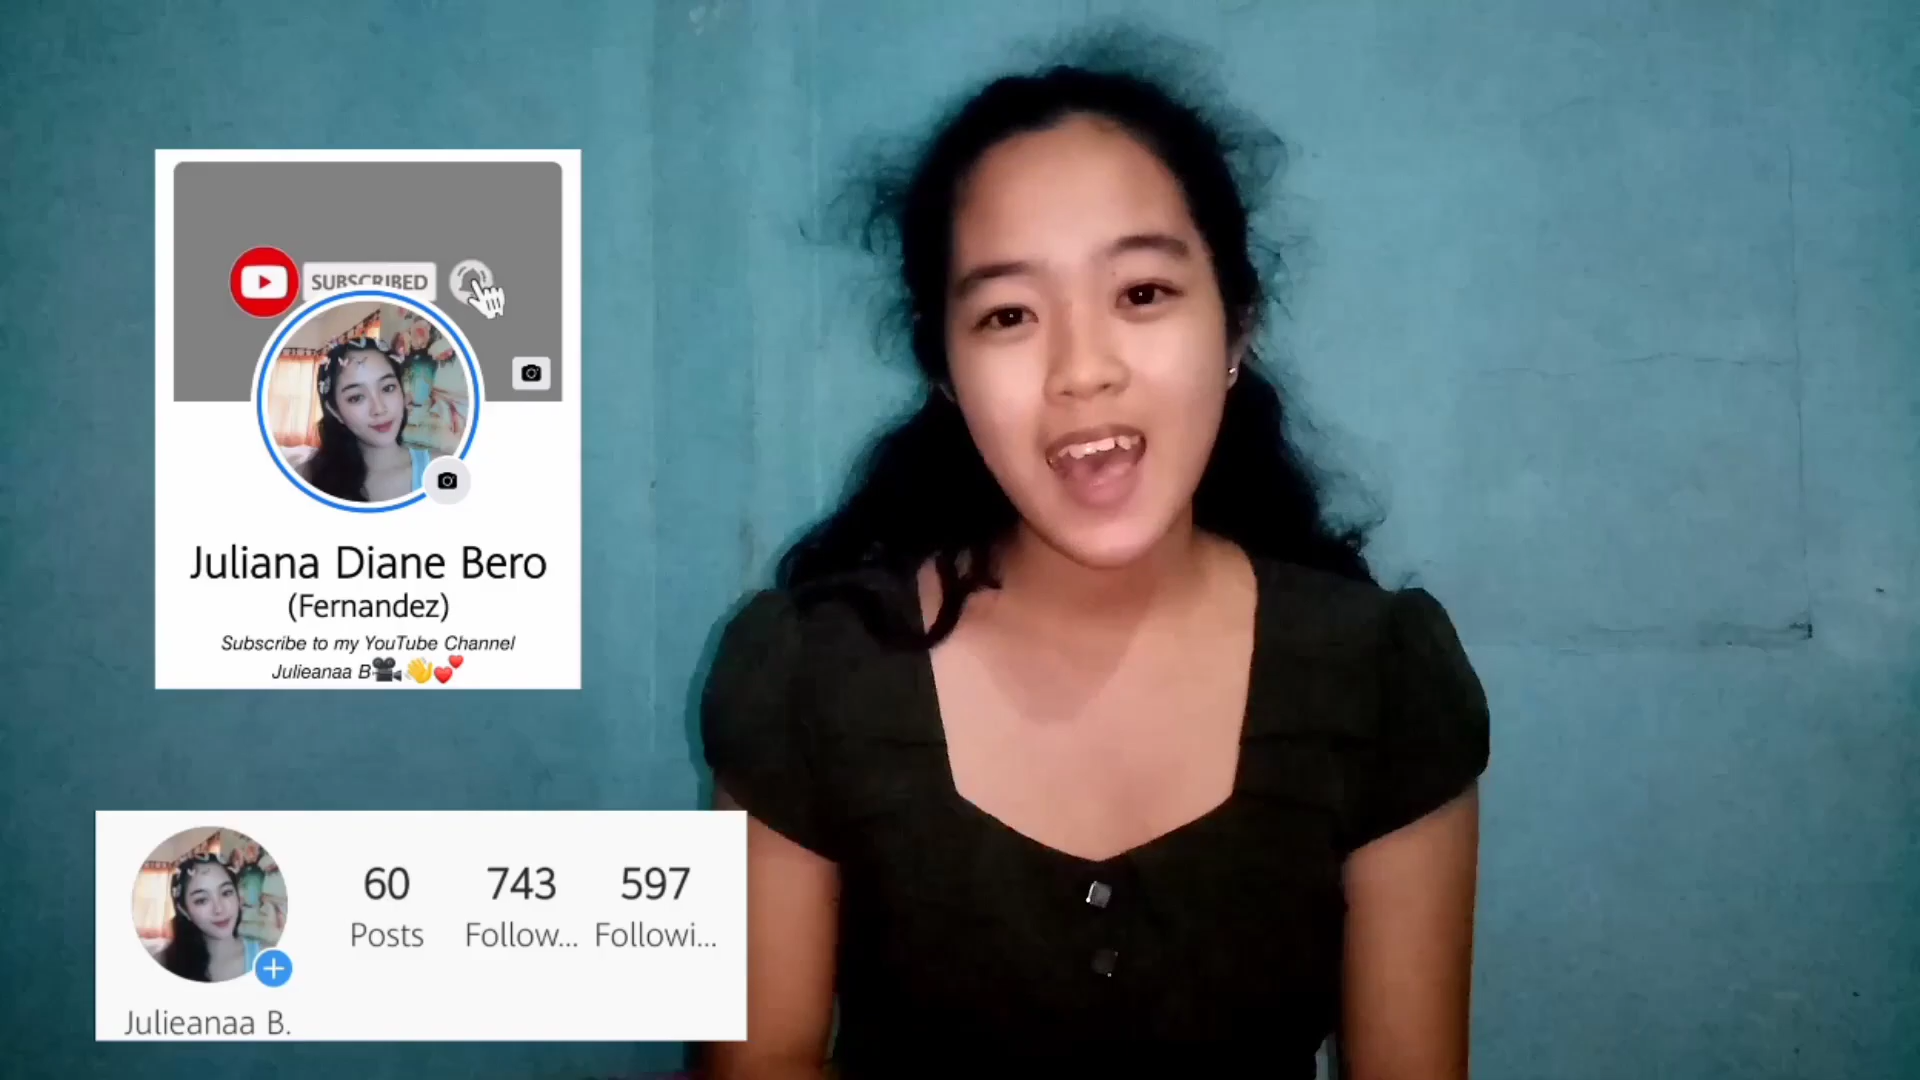 SUBSCRIBED
Juliana Diane Bero
(Fernandez)
Subscribe to my YouTube Channel
Julieanaa B🎥👋💕
60 743 597
Posts Follow... Followi...
Julieanaa B.